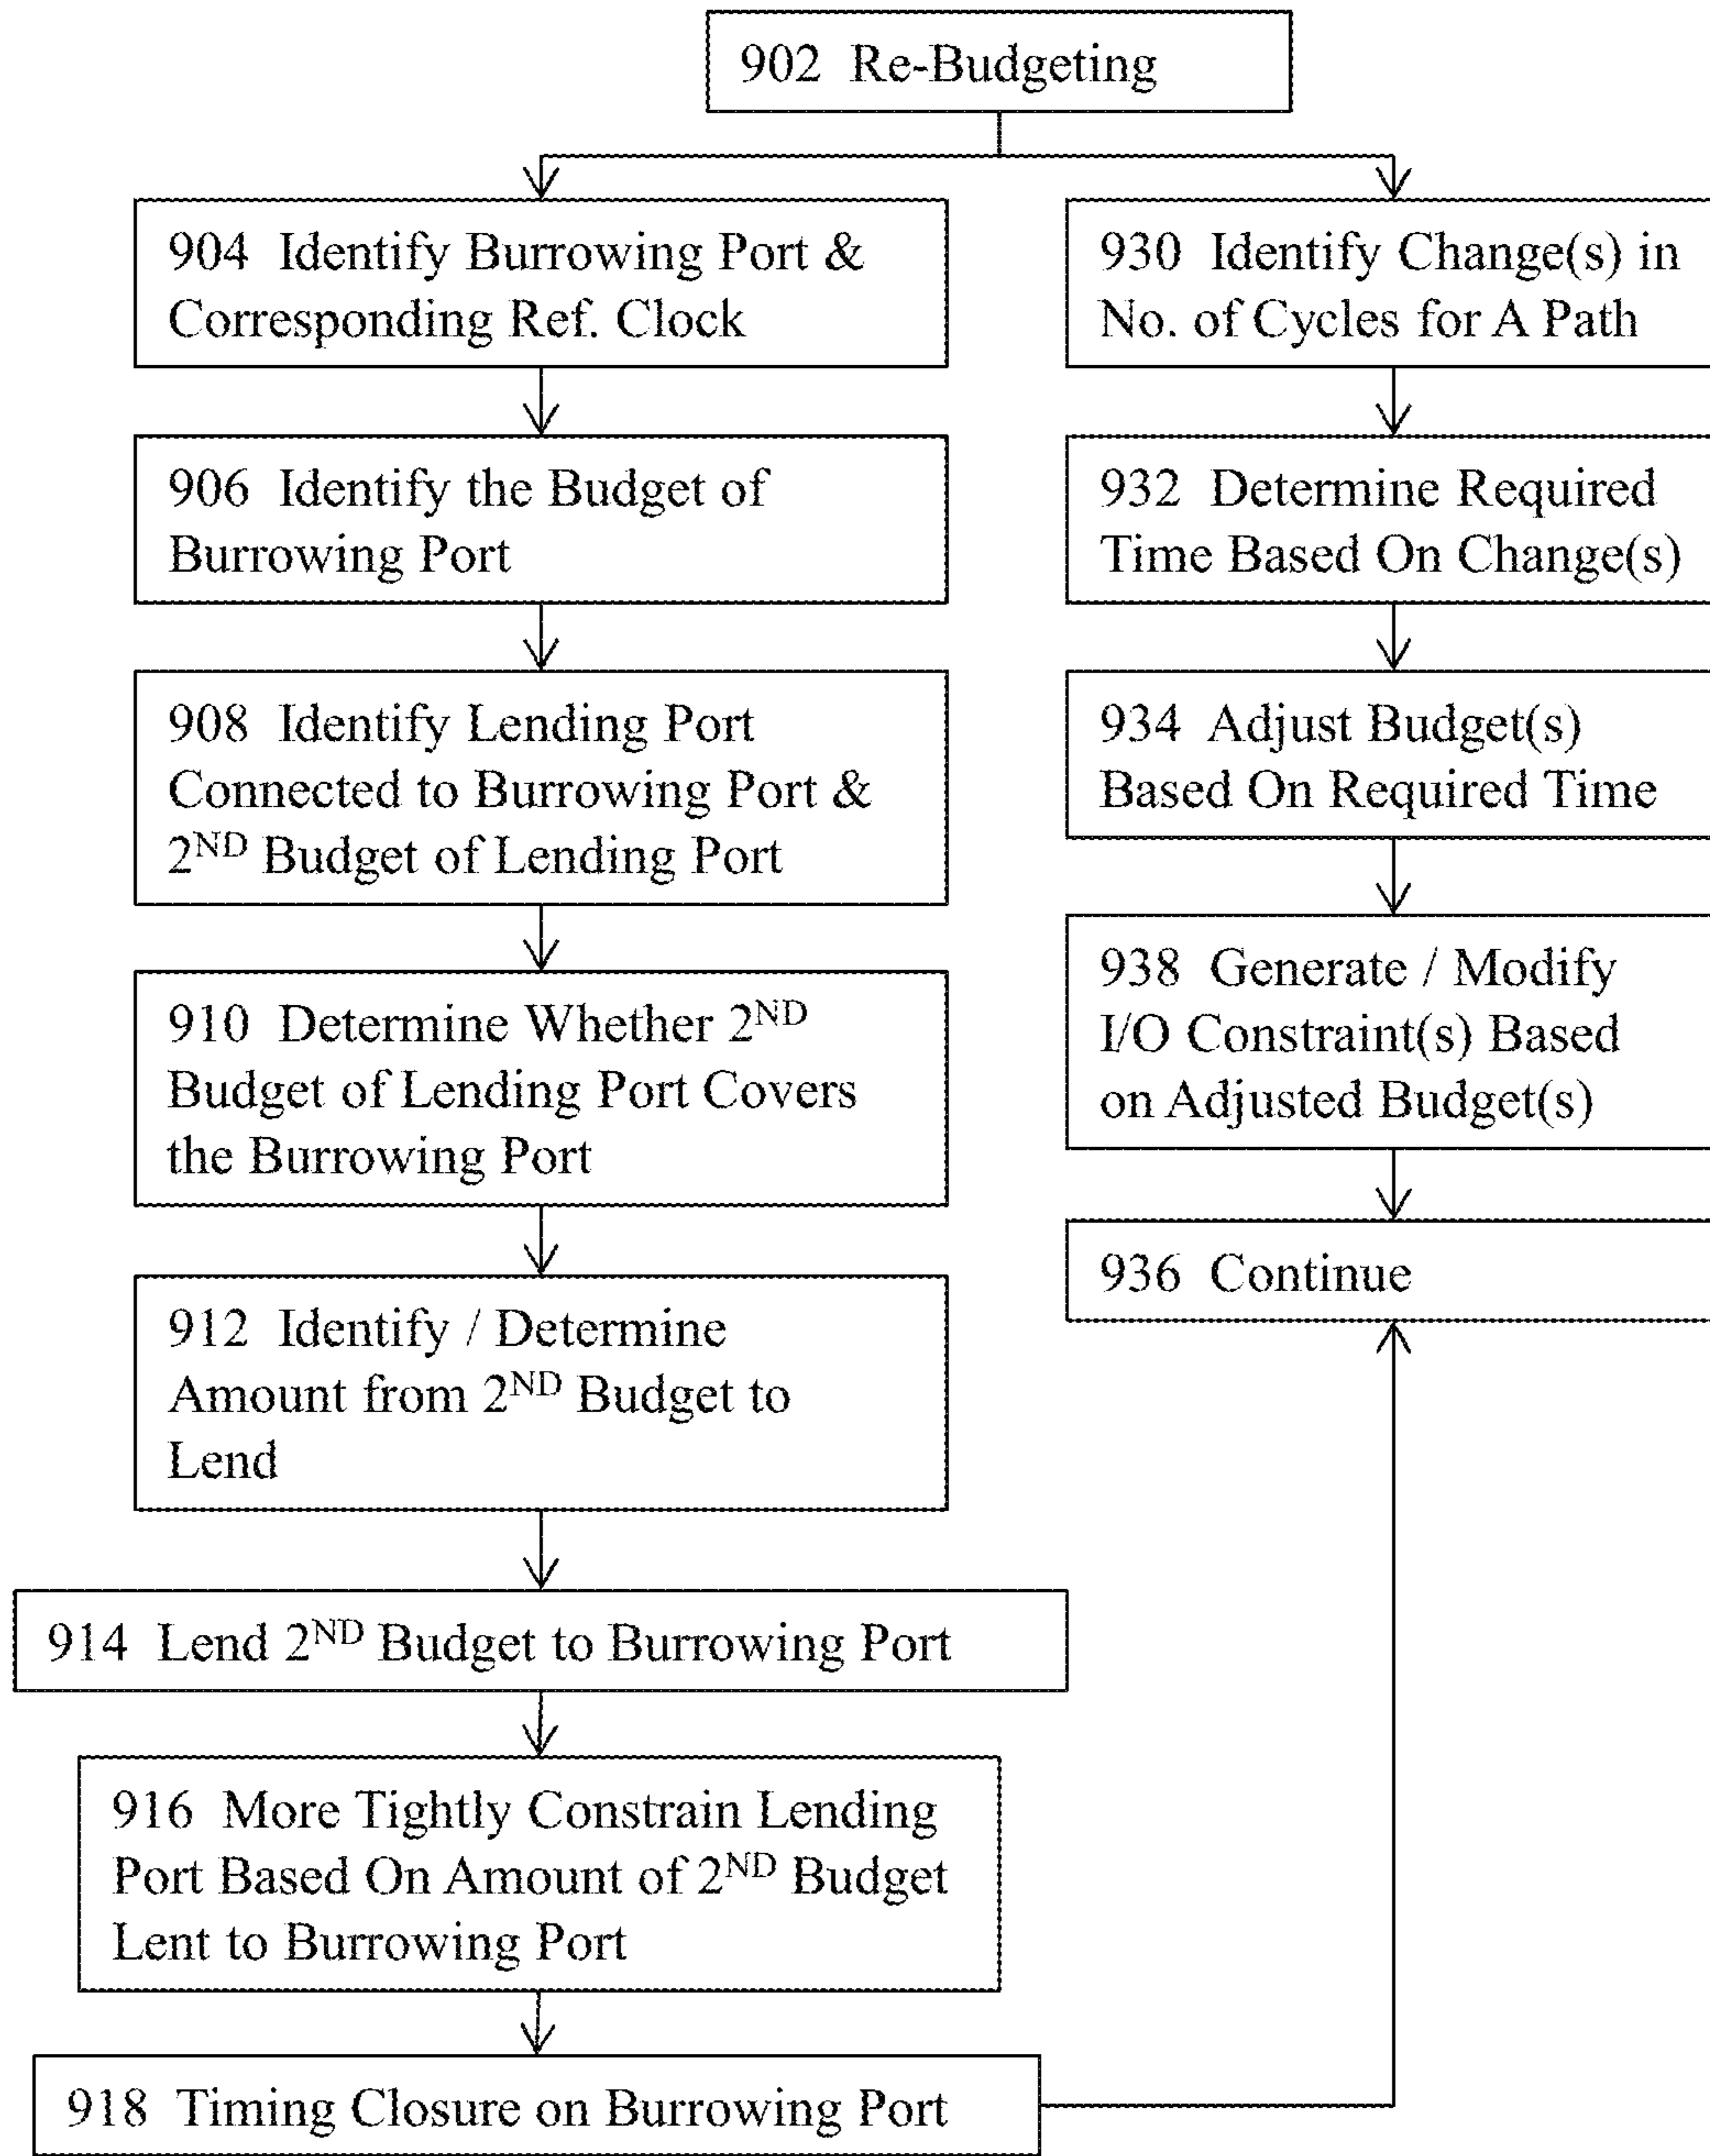 902 Re-Budgeting
904 Identify Burrowing Port &
Corresponding Ref. Clock
906 Identify the Budget of
Burrowing Port
908 Identify Lending Port
Connected to Burrowing Port &
2ND Budget of Lending Port
910 Determine Whether 2ND
Budget of Lending Port Covers
the Burrowing Port
912 Identify / Determine
Amount from 2ND Budget to
Lend
914 Lend 2ND Budget to Burrowing Port
916 More Tightly Constrain Lending
Port Based On Amount of 2ND Budget
Lent to Burrowing Port
918 Timing Closure on Burrowing Port
930 Identify Change(s) in
No. of Cycles for A Path
932 Determine Required
Time Based On Change(s)
934 Adjust Budget(s)
Based On Required Time
938 Generate / Modify
I/O Constraint(s) Based
on Adjusted Budget(s)
936 Continue